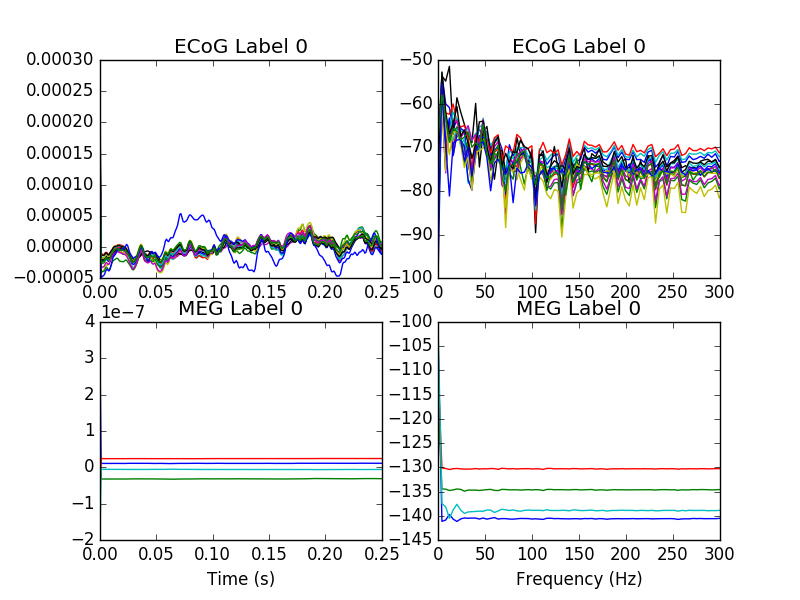 ECoG Label 0
0.00030
0.00025
0.00020
0.00015
0.00010
0.00005
0.00000
−0.00005
0.00 0.05 0.10 0.15 0.20 0.25
ECoG Label 0
−50
−60
−70
−80
−90
−100
0 50 100 150 200 250 300
MEG Label 0
1e−7
4
3
2
1
0
−1
−2
0.00 0.05 0.10 0.15 0.20 0.25
Time (s)
MEG Label 0
−100
−105
−110
−115
−120
−125
−130
−135
−140
−145
0 50 100 150 200 250 300
Frequency (Hz)